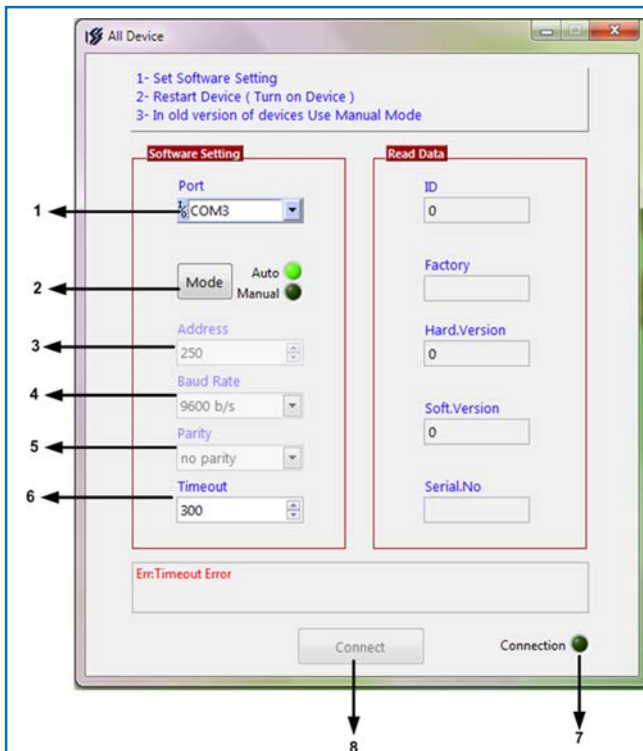 All Device
1- Set Software Setting
2- Restart Device ( Turn on Device )
3- In old version of devices Use Manual Mode
Software Setting
Port
COM3
1
Mode
Auto
Manual
2
Address
250
3
Baud Rate
9600 b/s
4
Parity
no parity
5
Timeout
300
6
Read Data
ID
0
Factory
Hard.Version
0
Soft.Version
0
Serial.No
Err:Timeout Error
Connect
Connection
8
7